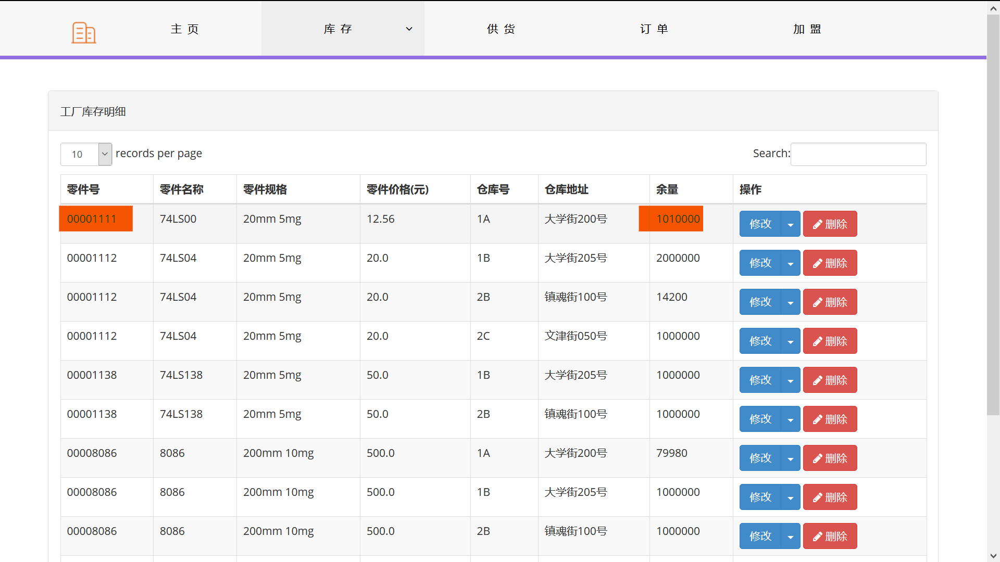 主 页 库 存 供 货 订 单 加 盟
工厂库存明细
10 records per page Search:
零件号 零件名称 零件规格 零件价格(元) 仓库号 仓库地址 余量 操作
00001111 74LS00 20mm 5mg 12.56 1A 大学街200号 1010000 修改 删除
00001112 74LS04 20mm 5mg 20.0 1B 大学街205号 2000000 修改 删除
00001112 74LS04 20mm 5mg 20.0 2B 镇魂街100号 14200 修改 删除
00001112 74LS04 20mm 5mg 20.0 2C 文津街050号 1000000 修改 删除
00001138 74LS138 20mm 5mg 50.0 1B 大学街205号 1000000 修改 删除
00001138 74LS138 20mm 5mg 50.0 2B 镇魂街100号 1000000 修改 删除
00008086 8086 200mm 10mg 500.0 1A 大学街200号 79980 修改 删除
00008086 8086 200mm 10mg 500.0 1B 大学街205号 1000000 修改 删除
00008086 8086 200mm 10mg 500.0 2B 镇魂街100号 1000000 修改 删除